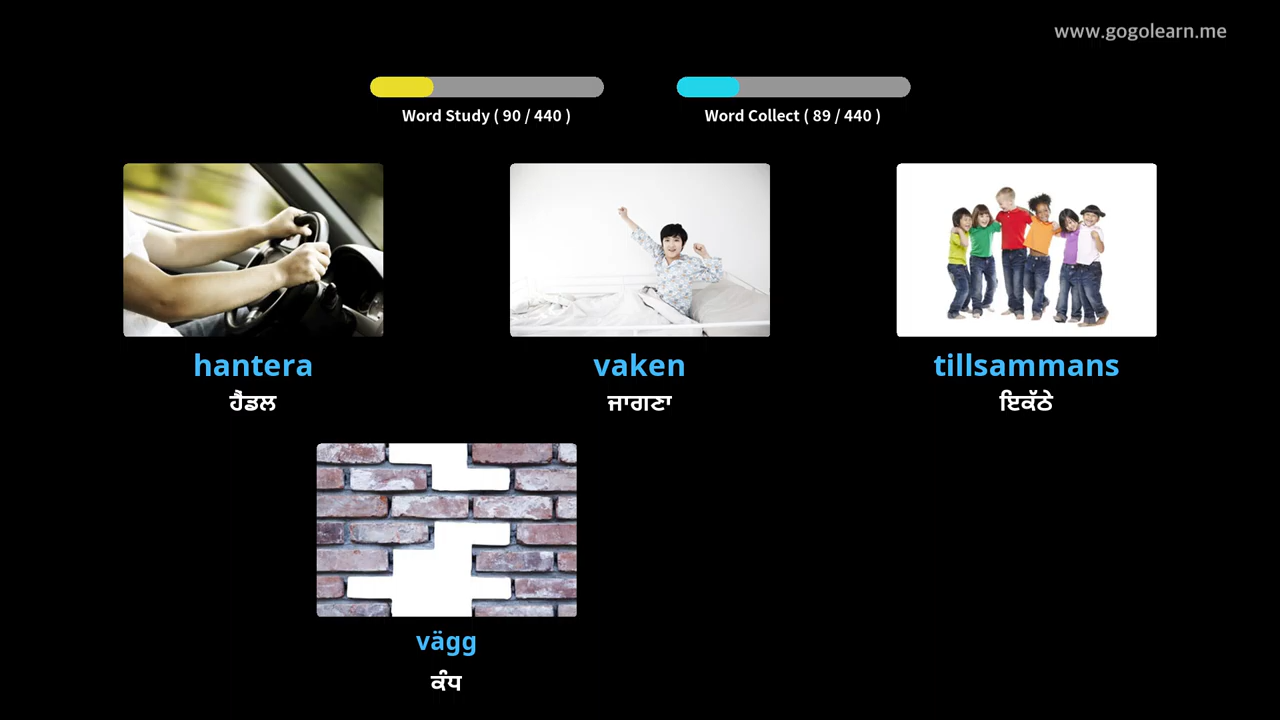 www.gogolearn.me
Word Study ( 90 / 440 )
Word Collect ( 89 / 440 )
hantera
vaken
tillsammans
ਹੈਂਡਲ
ਜਾਗਣਾ
ਇਕੱਠੇ
vägg
ਕੰਧ